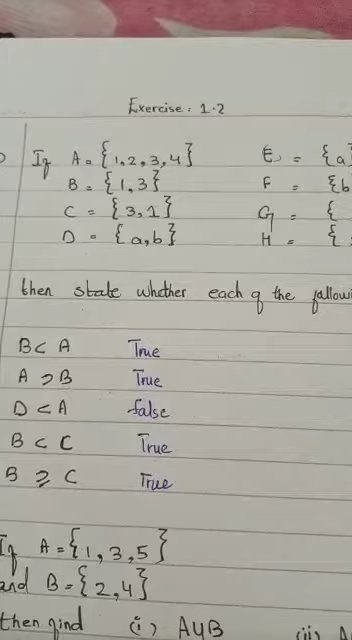 Exercise: 1.2
If A = {1,2,3,4} E = {a}
B = {1,3} F = {b
C = {3,1} G = {
D = {a,b} H = {
then state whether each of the
B < A True
A ⩾ B True
D < A false
B < C True
B ⩾ C True
If A = {1,3,5}
and B = {2,4}
then find (i) A∪B (ii) A